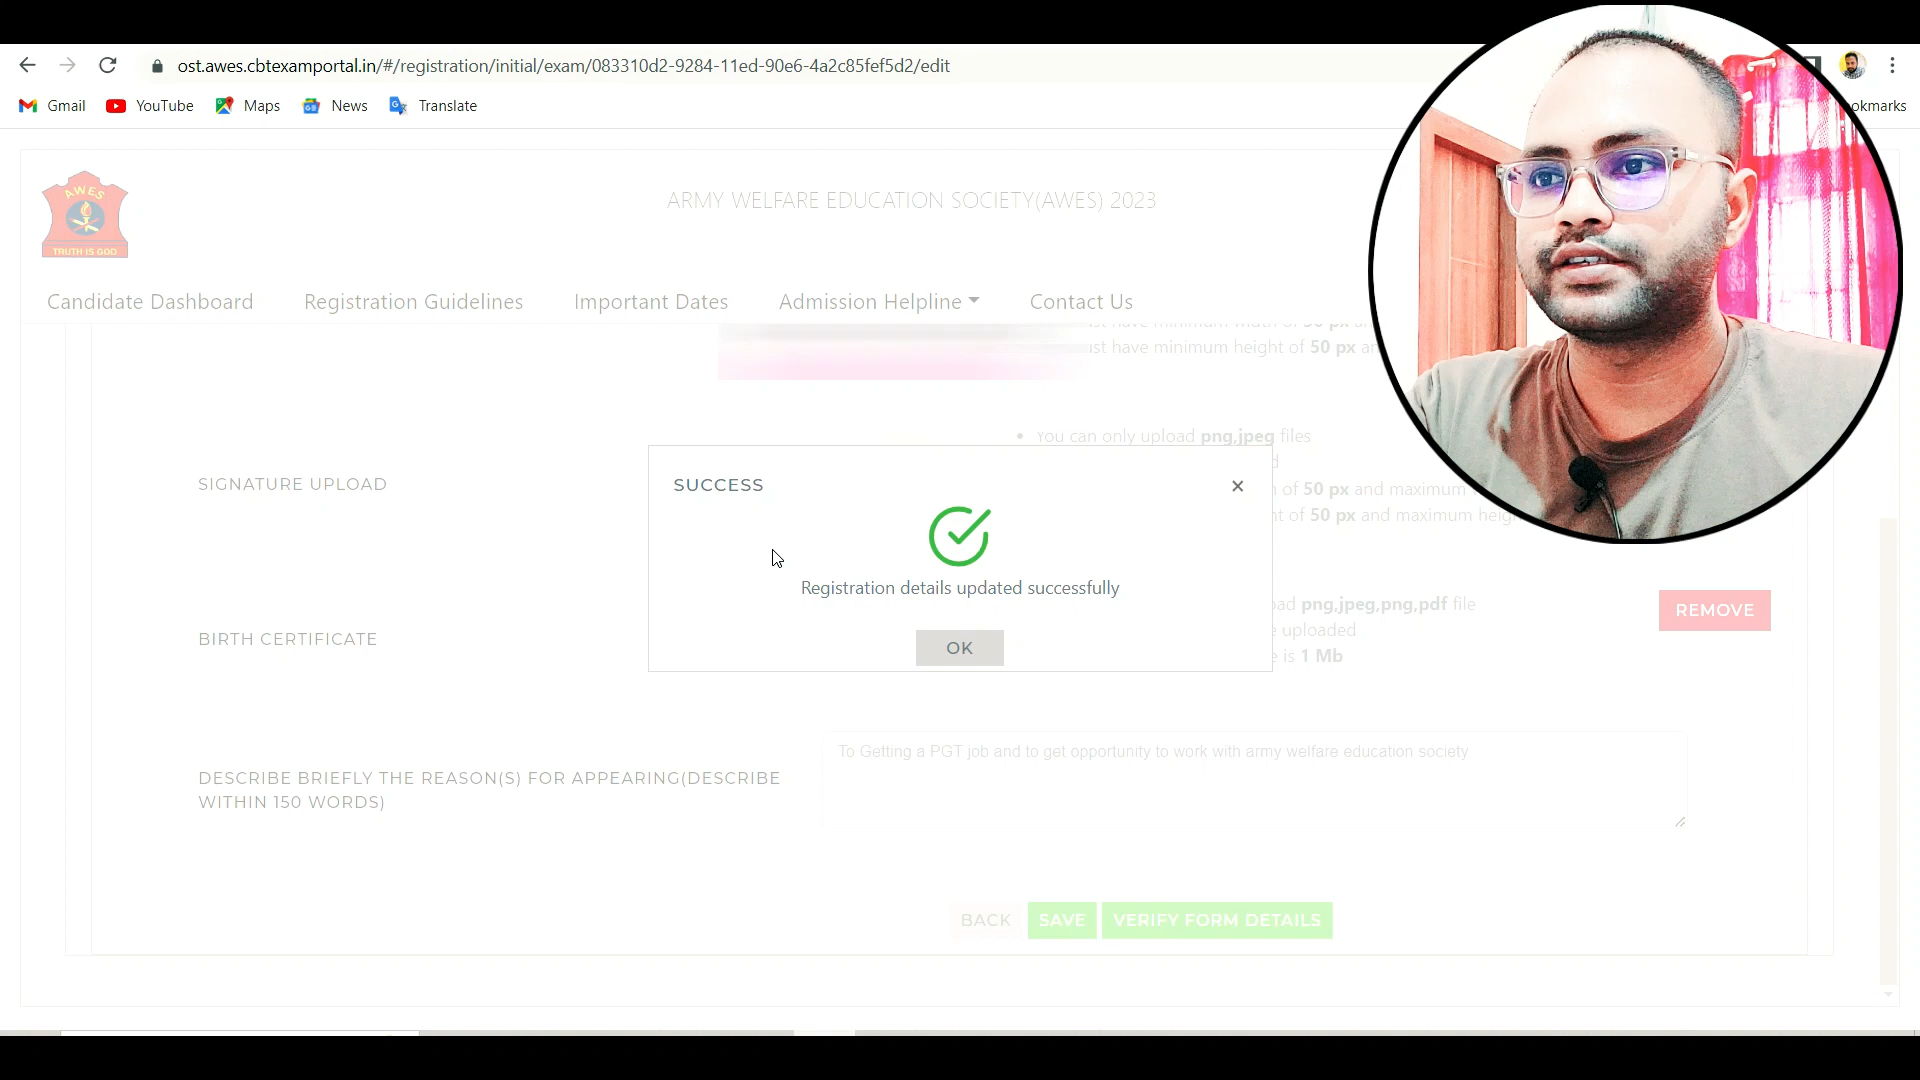 ost.awes.cbtexamportal.in/#/registration/initial/exam/083310d2-9284-11ed-90e6-4a2c85fef5d2/edit
Gmail YouTube Maps News Translate okmarks
AWES
TRUTH IS GOD
ARMY WELFARE EDUCATION SOCIETY(AWES) 2023
Candidate Dashboard Registration Guidelines Important Dates Admission Helpline Contact Us
ust have minimum height of 50 px an
• You can only upload png,jpeg files
SIGNATURE UPLOAD
of 50 px and maximum
ht of 50 px and maximum heig
SUCCESS ×
Registration details updated successfully
OK
BIRTH CERTIFICATE
oad png,jpeg,png,pdf file
e uploaded
e is 1 Mb
REMOVE
DESCRIBE BRIEFLY THE REASON(S) FOR APPEARING(DESCRIBE
WITHIN 150 WORDS)
To Getting a PGT job and to get opportunity to work with army welfare education society
BACK SAVE VERIFY FORM DETAILS